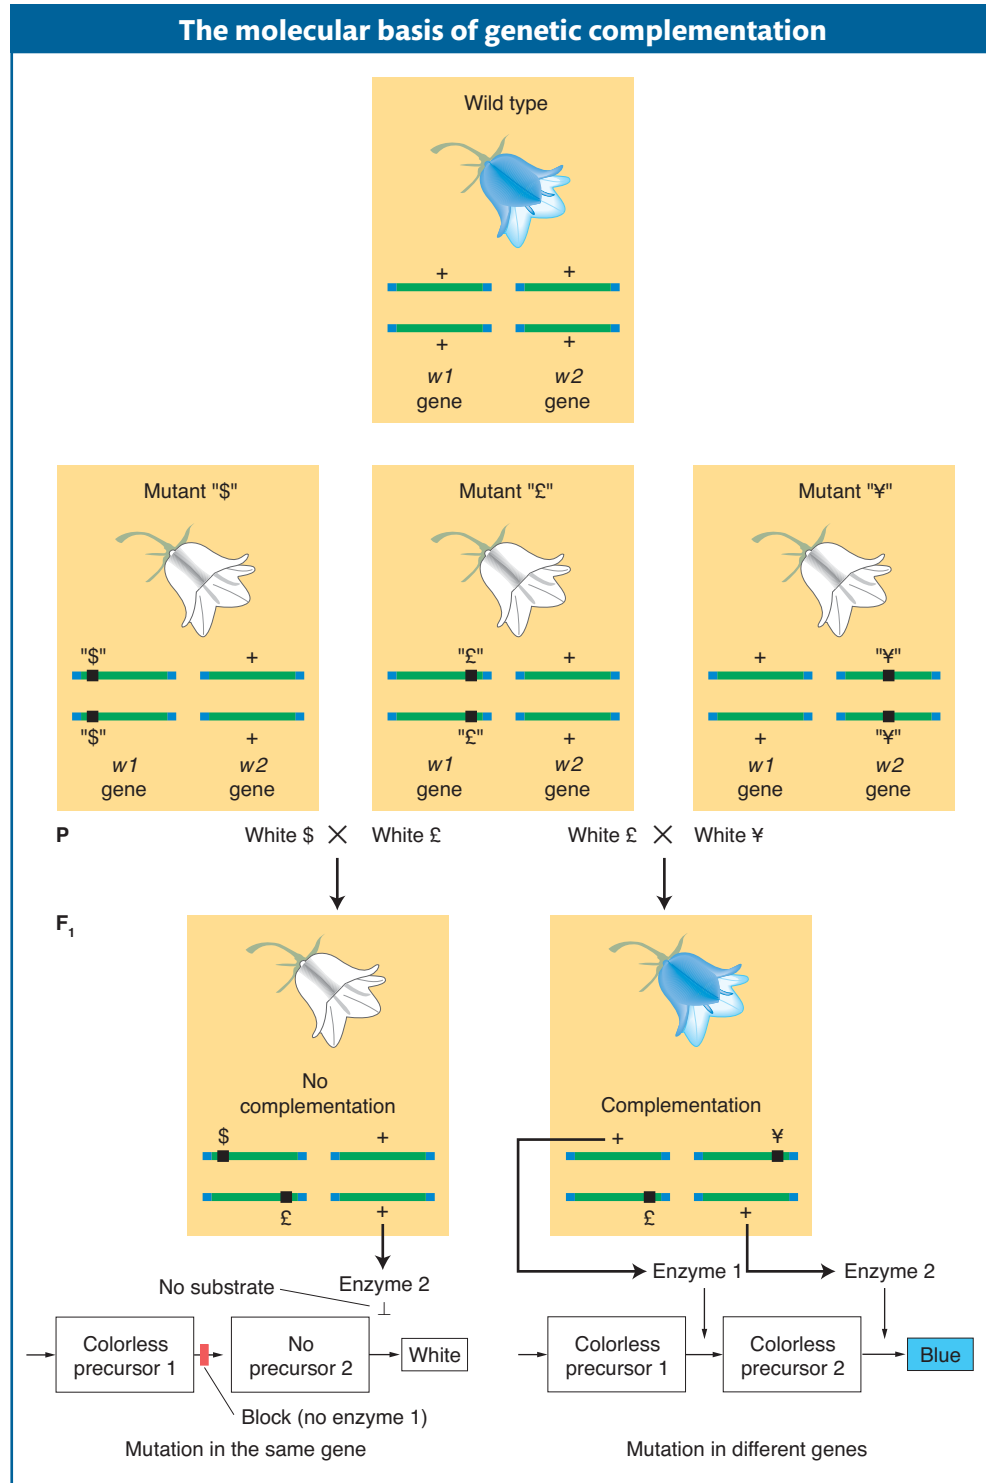 The molecular basis of genetic complementation
Wild type
+ +
+ +
w1 w2
gene gene
Mutant "$" Mutant "£" Mutant "¥"
"$" + "£" + + "¥"
"$" + "£" + + "¥"
w1 w2 w1 w2 w1 w2
gene gene gene gene gene gene
P White $ × White £ White £ × White ¥
F1
No
complementation
Complementation
$ + + ¥
£ + £ +
Enzyme 1 Enzyme 2
No substrate Enzyme 2
⊥
Colorless
precursor 1
No
precursor 2
White
Colorless
precursor 1
Colorless
precursor 2
Blue
Block (no enzyme 1)
Mutation in the same gene Mutation in different genes